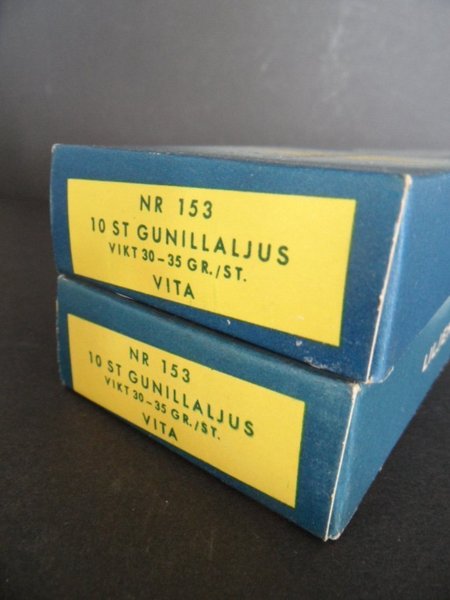 NR 153
10 ST GUNILLALJUS
VIKT 30-35 GR./ST.
VITA
NR 153
10 ST GUNILLALJUS
VIKT 30-35 GR./ST.
VITA